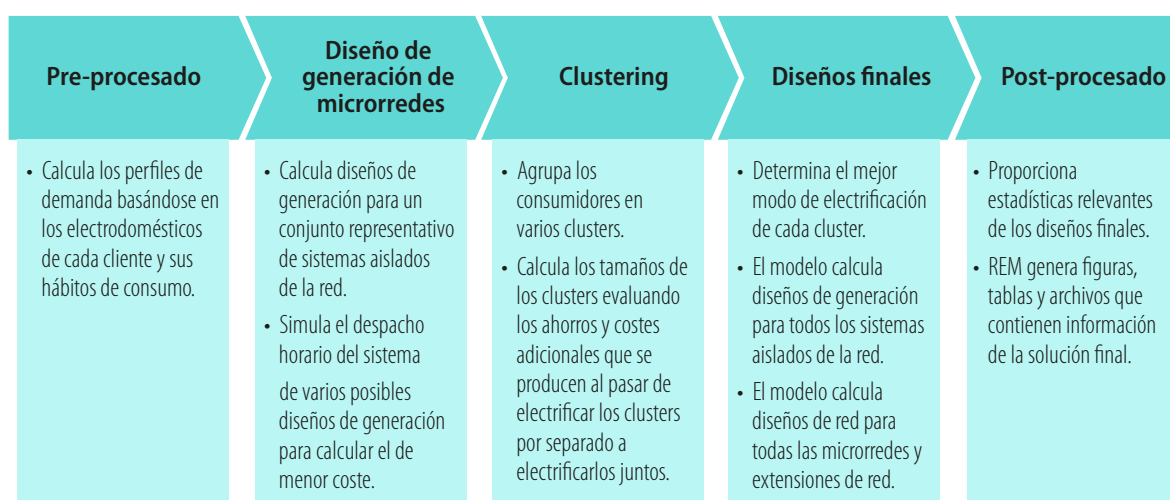 Pre-procesado
Diseño de
generación de
microrredes
Clustering
Diseños finales
Post-procesado
• Calcula los perfiles de
demanda basándose en
los electrodomésticos
de cada cliente y sus
hábitos de consumo.
• Calcula diseños de
generación para un
conjunto representativo
de sistemas aislados
de la red.
• Simula el despacho
horario del sistema
de varios posibles
diseños de generación
para calcular el de
menor coste.
• Agrupa los
consumidores en
varios clusters.
• Calcula los tamaños de
los clusters evaluando
los ahorros y costes
adicionales que se
producen al pasar de
electrificar los clusters
por separado a
electrificarlos juntos.
• Determina el mejor
modo de electrificación
de cada cluster.
• El modelo calcula
diseños de generación
para todos los sistemas
aislados de la red.
• El modelo calcula
diseños de red para
todas las microrredes y
extensiones de red.
• Proporciona
estadísticas relevantes
de los diseños finales.
• REM genera figuras,
tablas y archivos que
contienen información
de la solución final.